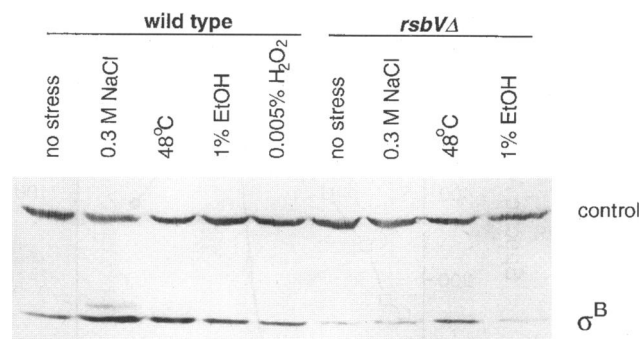 wild type rsbVΔ
no stress
0.3 M NaCl
48°C
1% EtOH
0.005% H₂O₂
no stress
0.3 M NaCl
48°C
1% EtOH
control
σᴮ